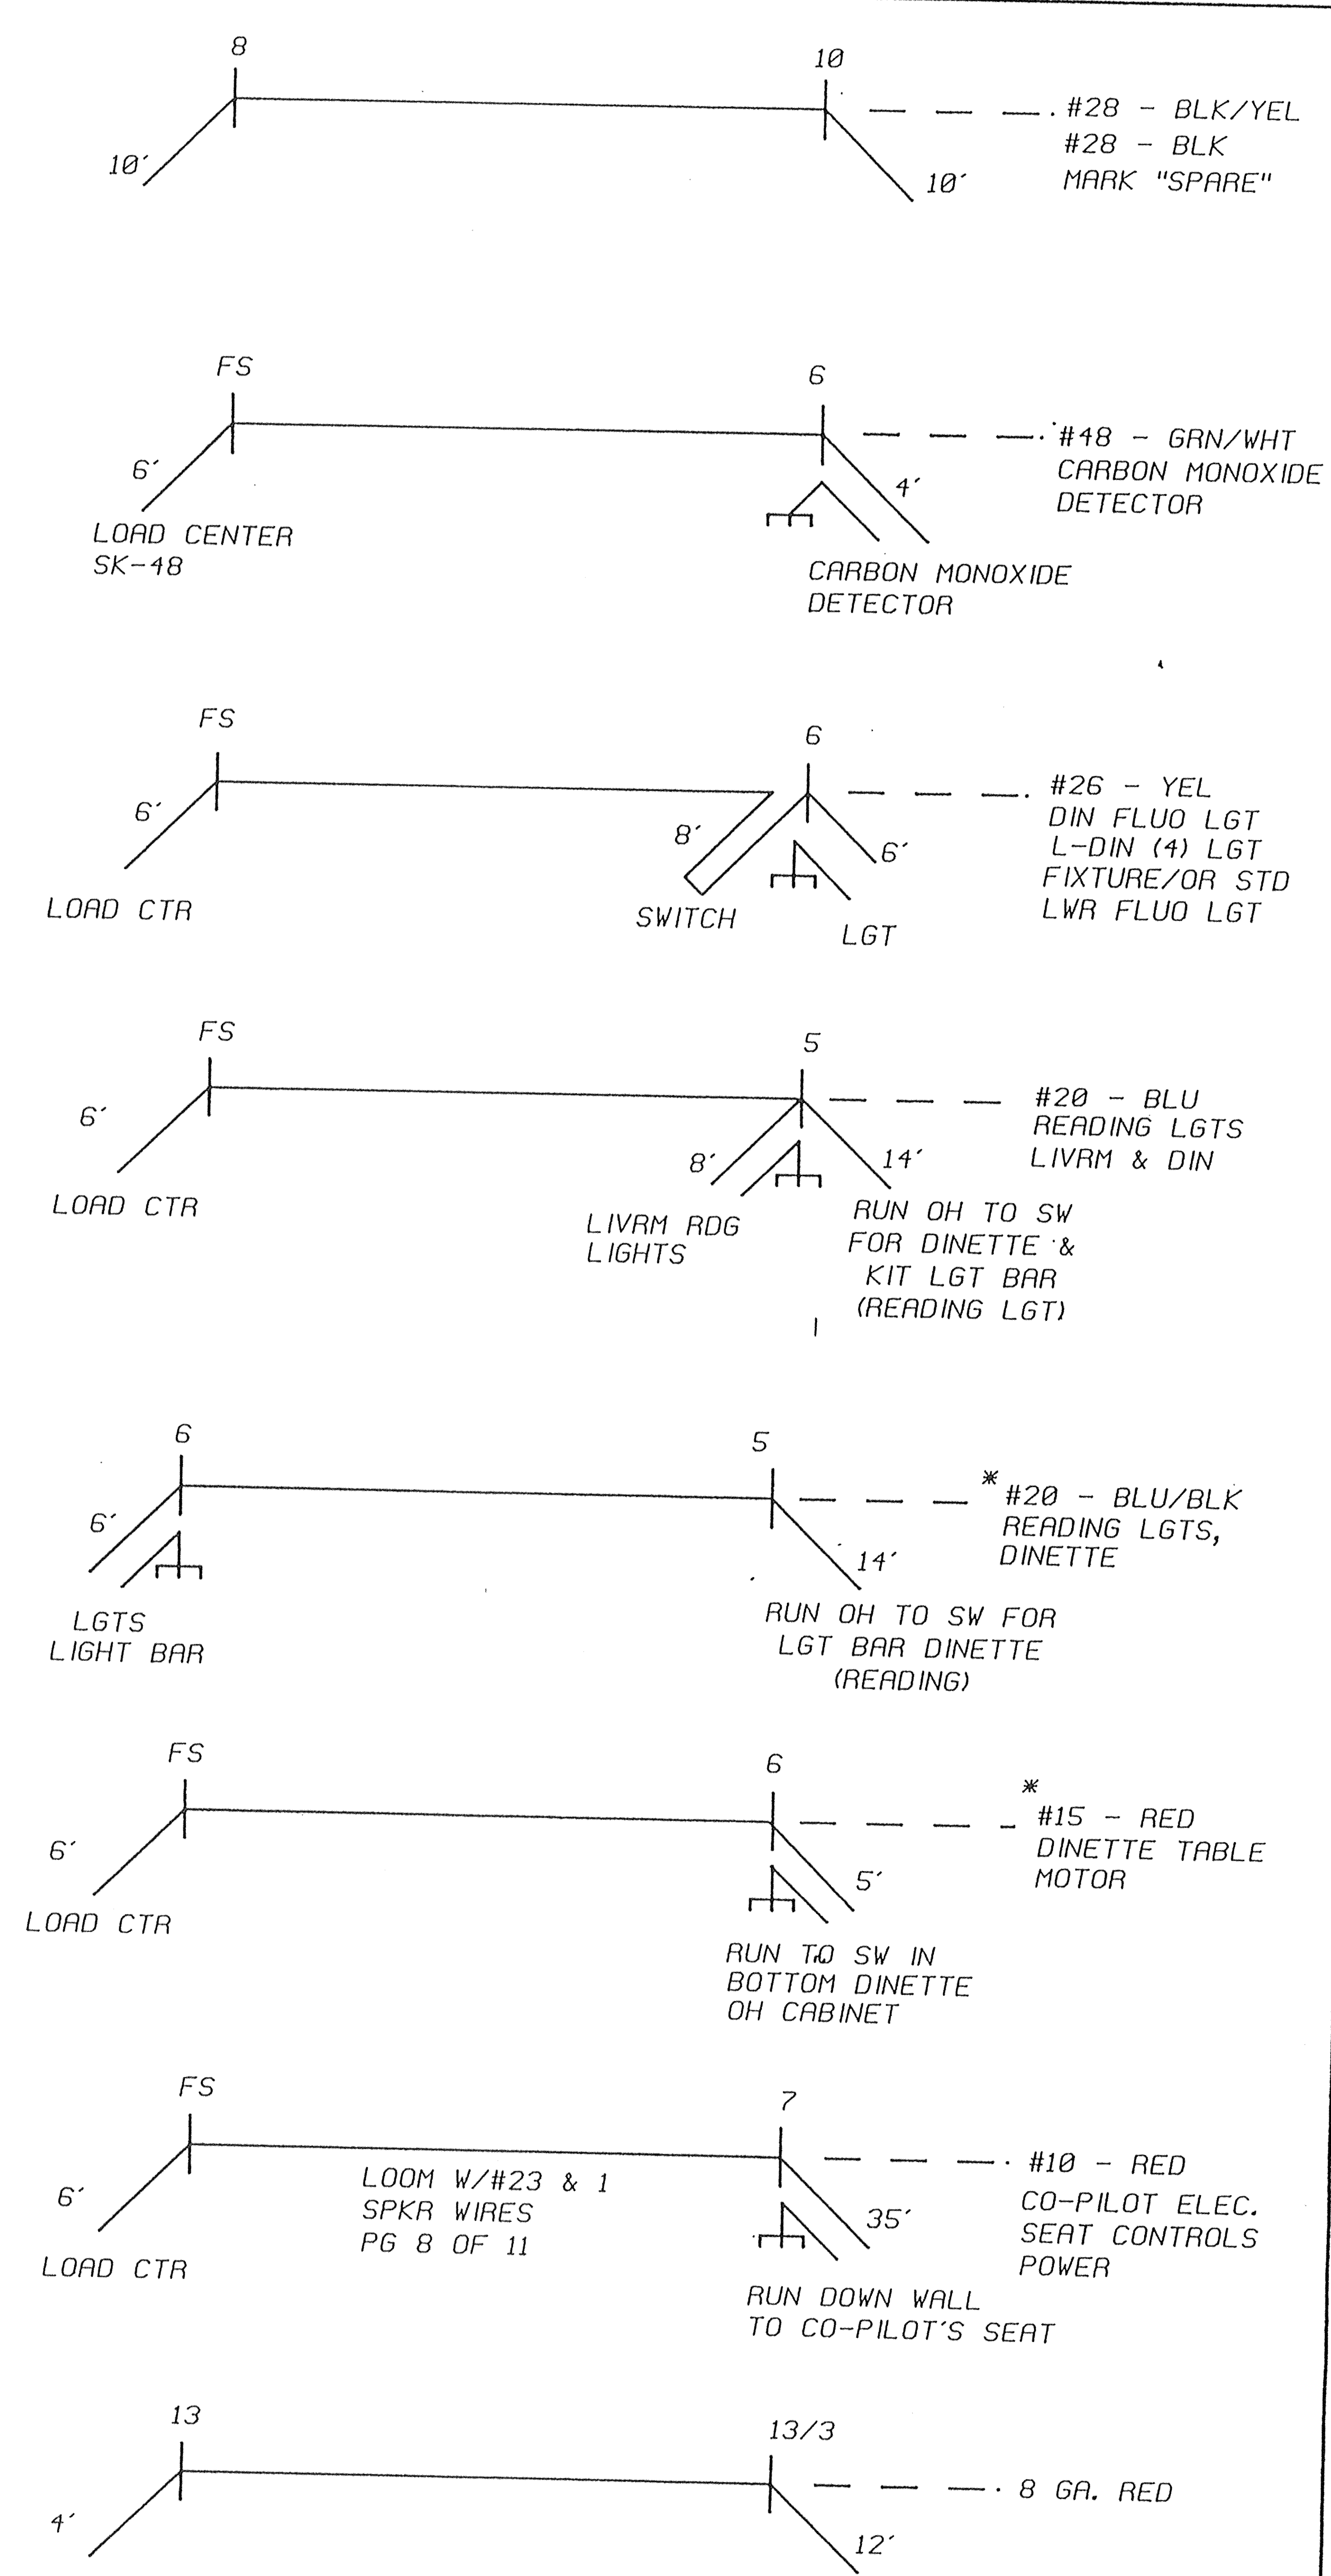 8
10
#28 - BLK/YEL
#28 - BLK
MARK "SPARE"
10'
10'
FS
6
#48 - GRN/WHT
CARBON MONOXIDE
DETECTOR
6'
4'
LOAD CENTER
SK-48
CARBON MONOXIDE
DETECTOR
FS
6
#26 - YEL
DIN FLUO LGT
L-DIN (4) LGT
FIXTURE/OR STD
LWR FLUO LGT
6'
8'
6'
LOAD CTR
SWITCH
LGT
FS
5
#20 - BLU
READING LGTS
LIVRM & DIN
6'
8'
14'
LOAD CTR
LIVRM RDG
LIGHTS
RUN OH TO SW
FOR DINETTE &
KIT LGT BAR
(READING LGT)
6
5
* #20 - BLU/BLK
READING LGTS,
DINETTE
6'
14'
LGTS
LIGHT BAR
RUN OH TO SW FOR
LGT BAR DINETTE
(READING)
FS
6
*
#15 - RED
DINETTE TABLE
MOTOR
6'
5'
LOAD CTR
RUN TO SW IN
BOTTOM DINETTE
OH CABINET
FS
7
#10 - RED
CO-PILOT ELEC.
SEAT CONTROLS
POWER
LOOM W/#23 & 1
SPKR WIRES
PG 8 OF 11
6'
35'
LOAD CTR
RUN DOWN WALL
TO CO-PILOT'S SEAT
13
13/3
8 GA. RED
4'
12'